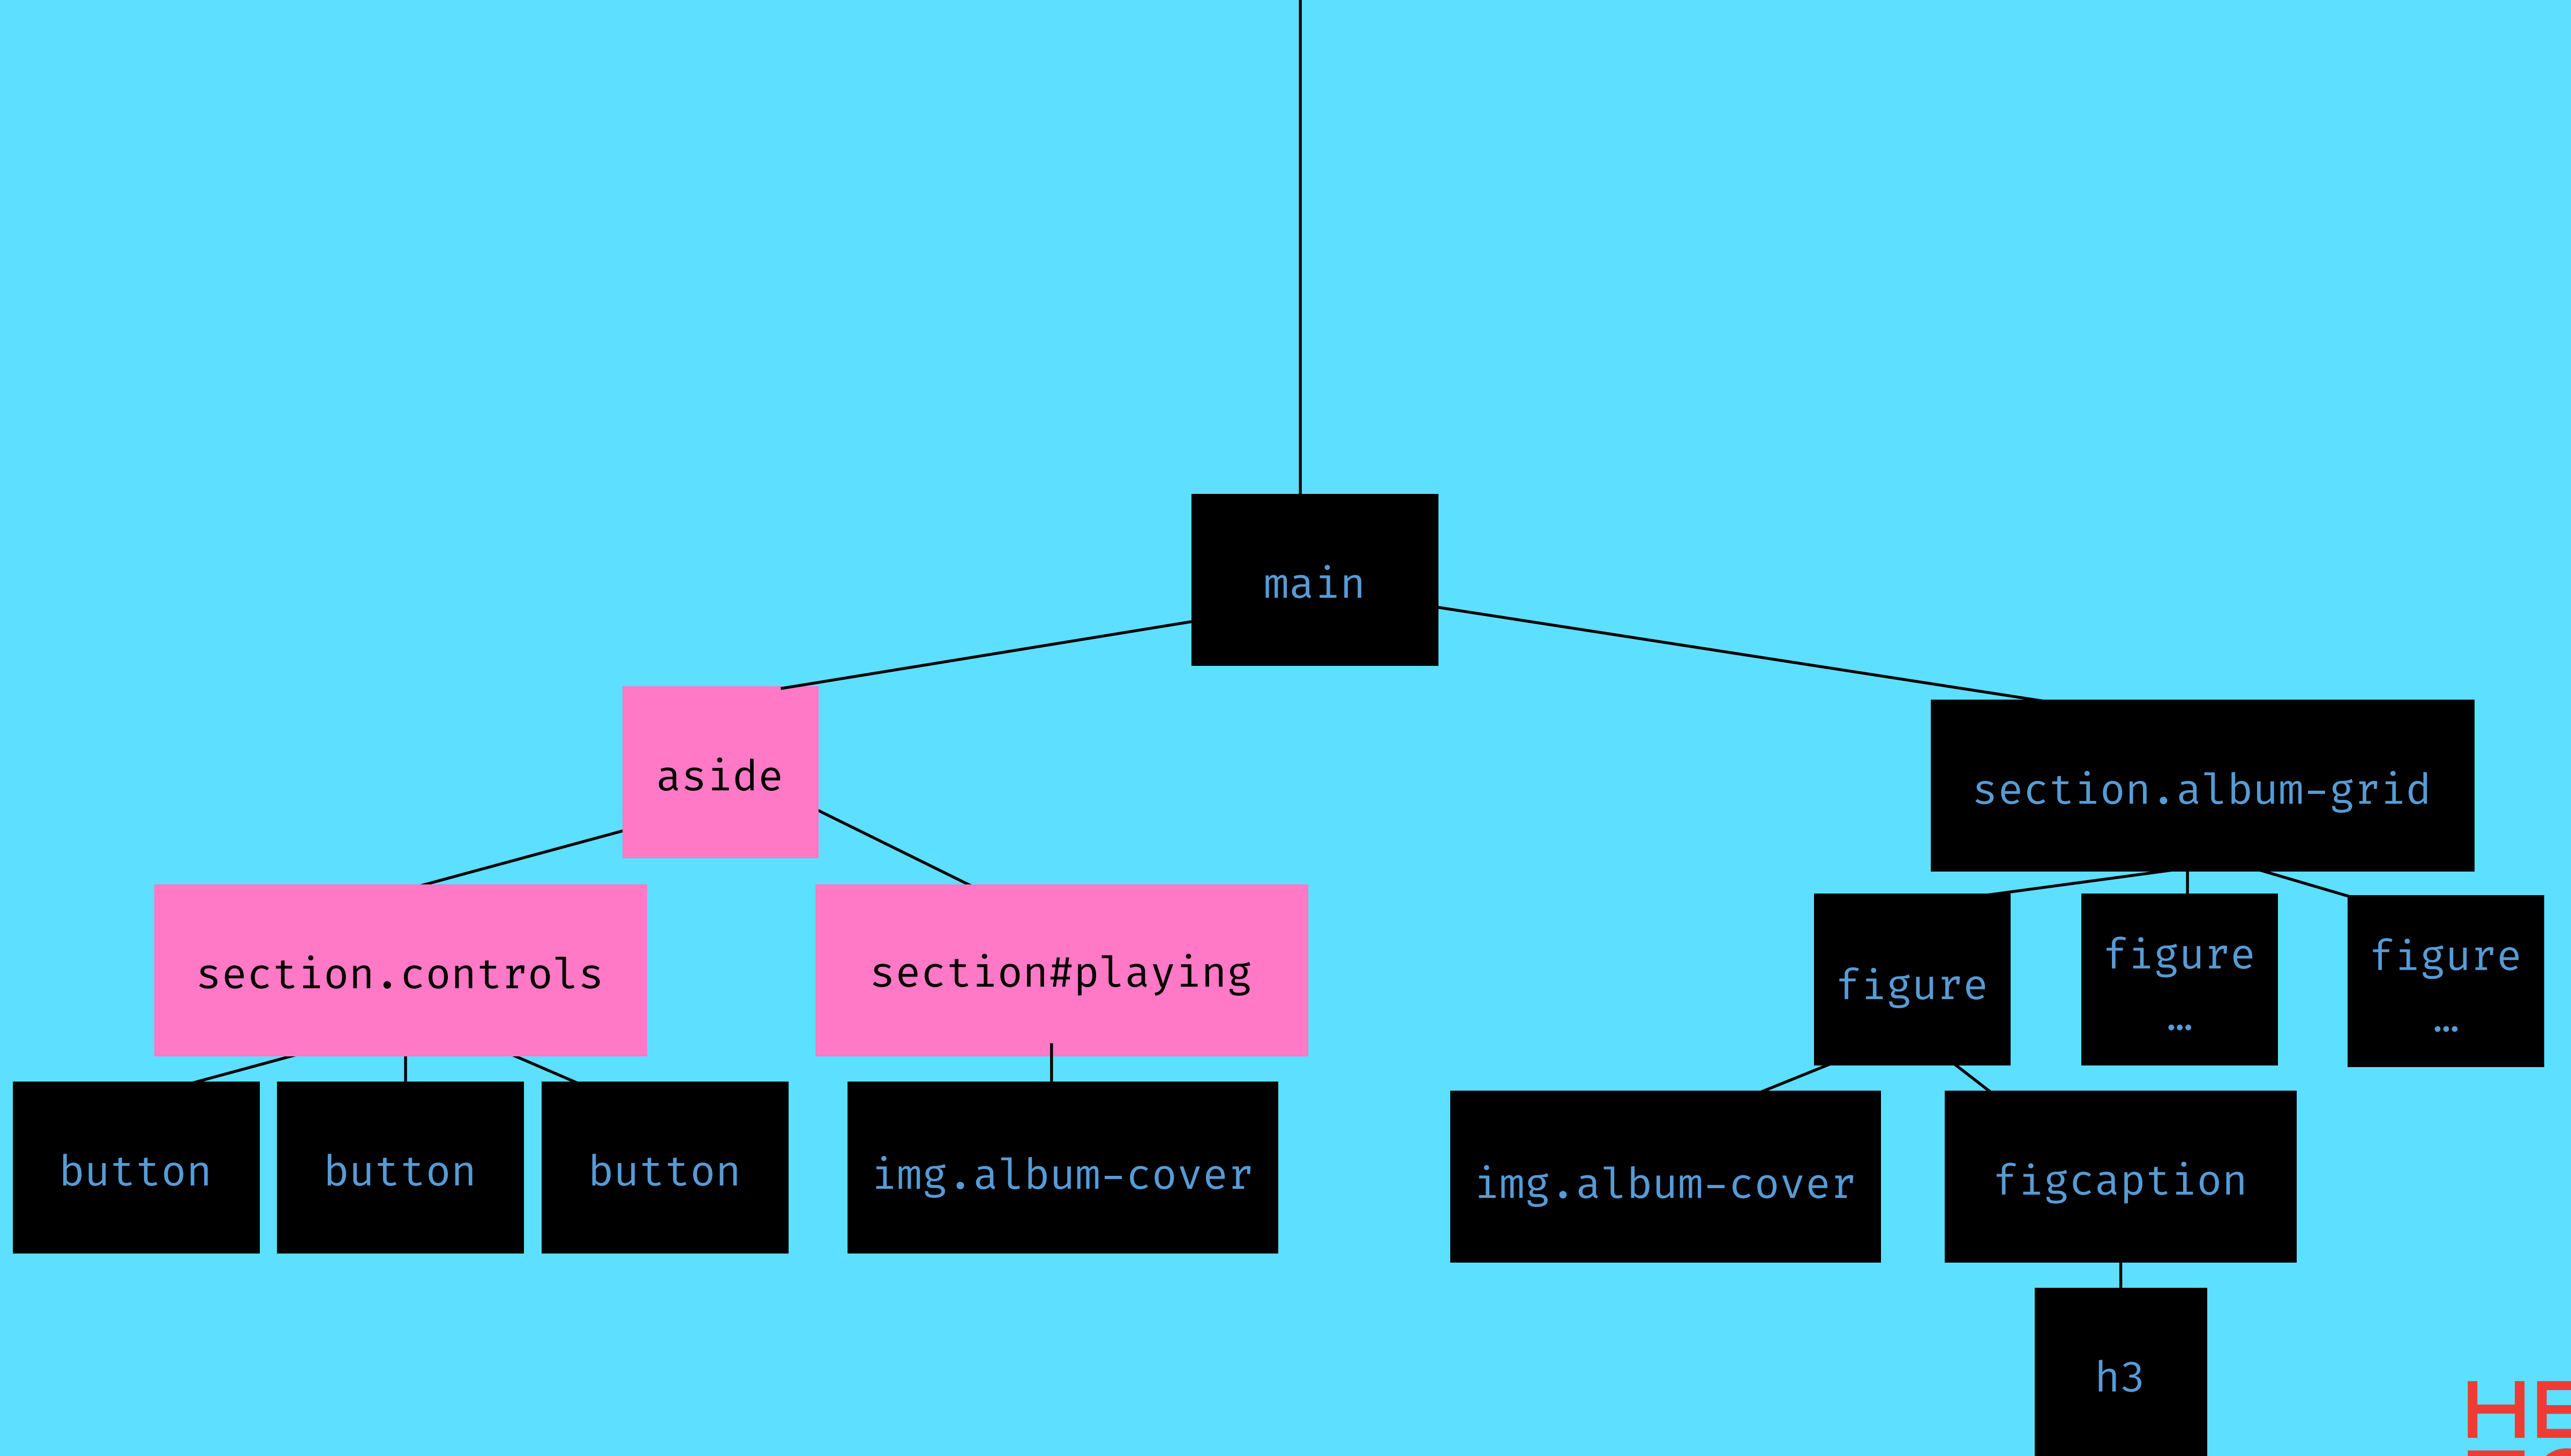 main
aside
section.album-grid
section.controls
section#playing
figure
figure
…
figure
…
button
button
button
img.album-cover
img.album-cover
figcaption
h3
HE